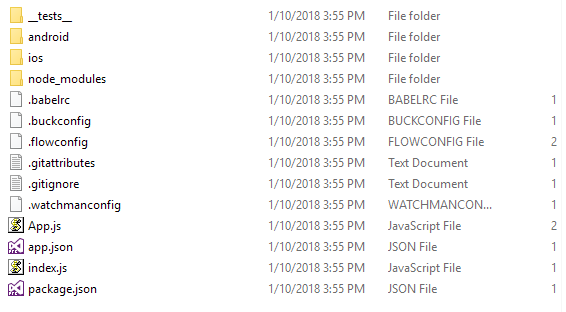 __tests__ 1/10/2018 3:55 PM File folder
android 1/10/2018 3:55 PM File folder
ios 1/10/2018 3:55 PM File folder
node_modules 1/10/2018 3:55 PM File folder
.babelrc 1/10/2018 3:55 PM BABELRC File 1
.buckconfig 1/10/2018 3:55 PM BUCKCONFIG File 1
.flowconfig 1/10/2018 3:55 PM FLOWCONFIG File 2
.gitattributes 1/10/2018 3:55 PM Text Document 1
.gitignore 1/10/2018 3:55 PM Text Document 1
.watchmanconfig 1/10/2018 3:55 PM WATCHMANCON... 1
App.js 1/10/2018 3:55 PM JavaScript File 2
app.json 1/10/2018 3:55 PM JSON File 1
index.js 1/10/2018 3:55 PM JavaScript File 1
package.json 1/10/2018 3:55 PM JSON File 1